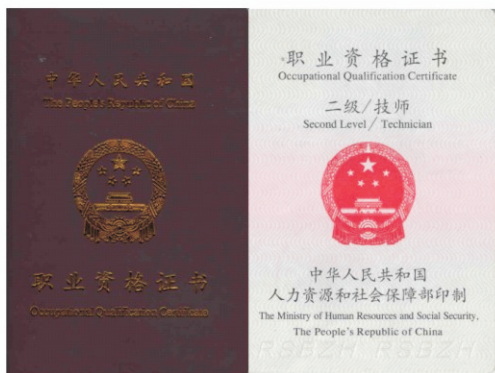 中华人民共和国
The People's Republic of China
职业资格证书
Occupational Qualification Certificate
职业资格证书
Occupational Qualification Certificate
二级/技师
Second Level/Technician
中华人民共和国
人力资源和社会保障部印制
The Ministry of Human Resources and Social Security,
The People's Republic of China
RSBZH RSBZH